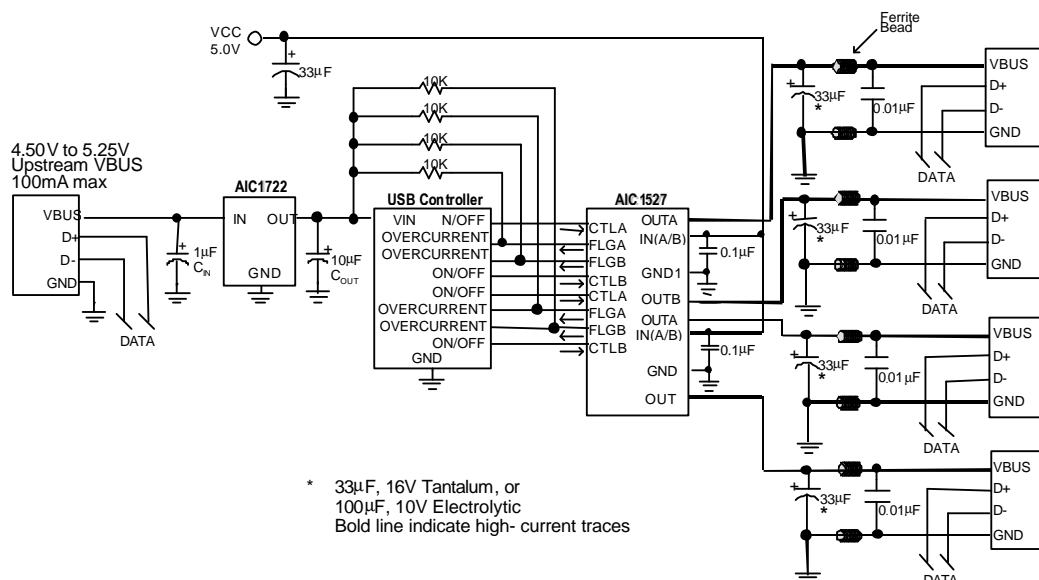 VCC
5.0V
+
33µF
10K
10K
10K
10K
4.50V to 5.25V
Upstream VBUS
100mA max
VBUS
D+
D-
GND
DATA
+
1µF
CIN
AIC1722
IN OUT
GND
+
10µF
COUT
USB Controller
VIN N/OFF
OVERCURRENT
OVERCURRENT
ON/OFF
ON/OFF
OVERCURRENT
OVERCURRENT
ON/OFF
GND
AIC1527
CTLA
FLGA
FLGB
CTLB
CTLA
FLGA
FLGB
CTLB
OUTA
IN(A/B)
GND1
OUTB
OUTA
IN(A/B)
GND
OUT
0.1µF
0.1µF
Ferrite
Bead
+
33µF
*
0.01µF
VBUS
D+
D-
GND
DATA
+
33µF
*
0.01µF
VBUS
D+
D-
GND
DATA
+
33µF
*
0.01µF
VBUS
D+
D-
GND
DATA
+
33µF
*
0.01µF
VBUS
D+
D-
GND
DATA
* 33µF, 16V Tantalum, or
100µF, 10V Electrolytic
Bold line indicate high- current traces